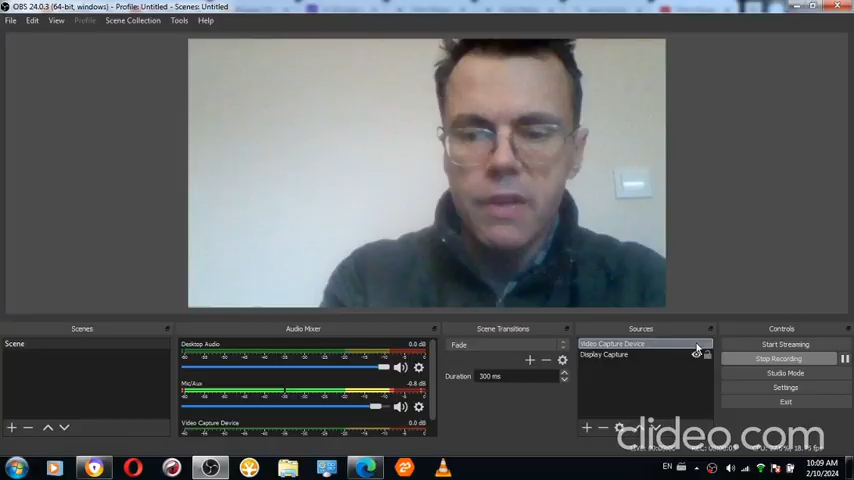 OBS 24.0.3 (64-bit, windows) - Profile: Untitled - Scenes: Untitled
File Edit View Profile Scene Collection Tools Help
Scenes Audio Mixer Scene Transitions Sources Controls
Scene
Desktop Audio 0.0 dB
Fade
Video Capture Device
Start Streaming
Display Capture
Stop Recording
Duration 300 ms
Studio Mode
Mic/Aux -0.8 dB
Settings
Exit
Video Capture Device 0.0 dB
clideo.com
EN
10:09 AM
2/10/2024